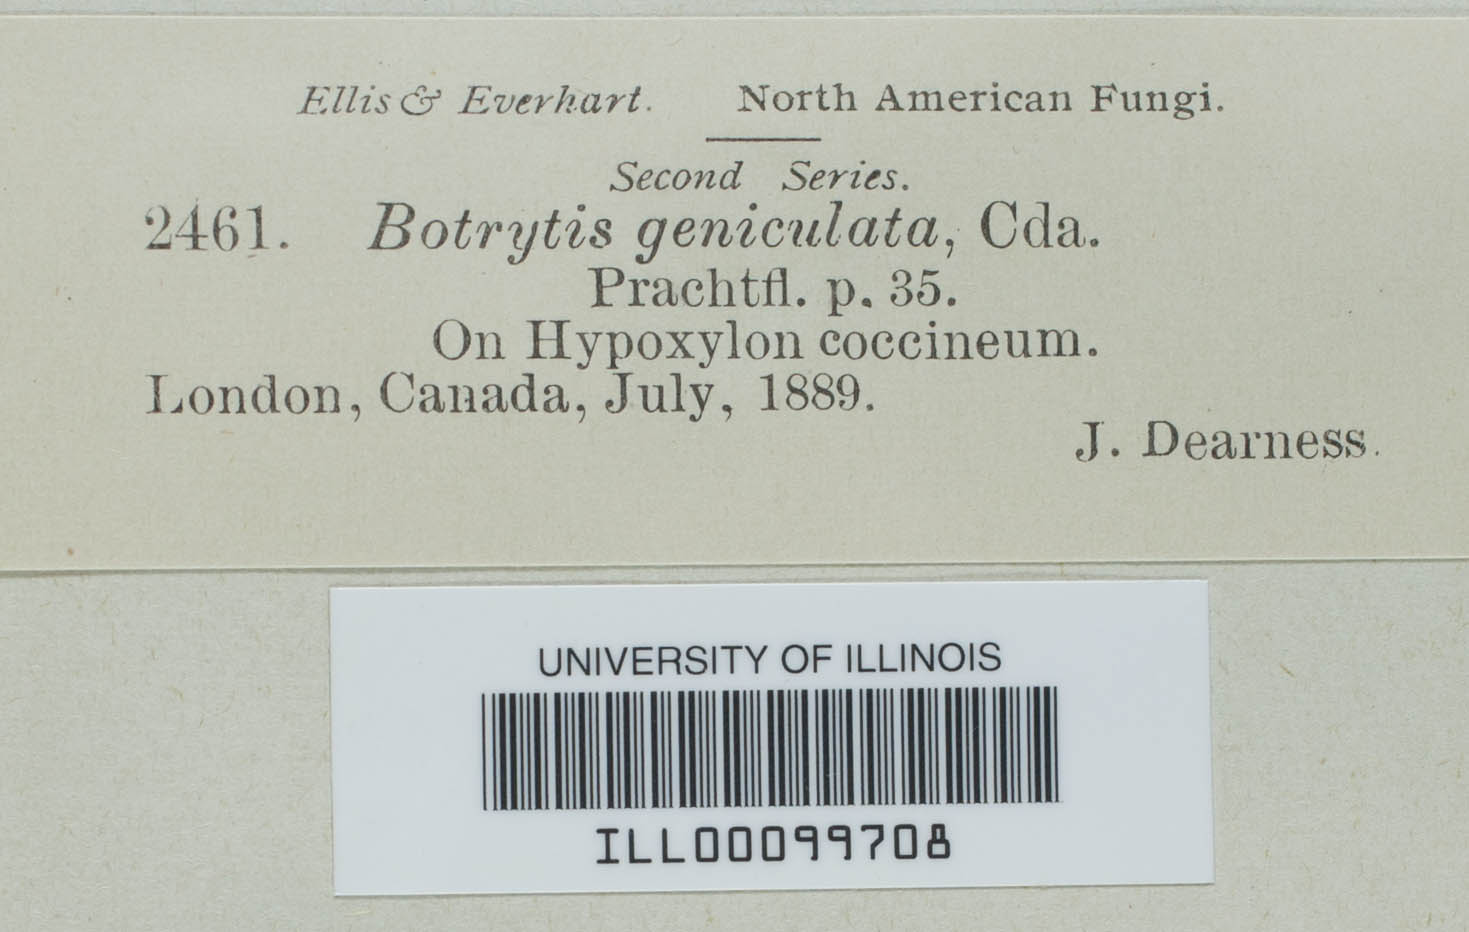 Ellis & Everhart. North American Fungi.
Second Series.
2461. Botrytis geniculata, Cda.
Prachtfl. p. 35.
On Hypoxylon coccineum.
London, Canada, July, 1889.
J. Dearness.
UNIVERSITY OF ILLINOIS
ILL00099708